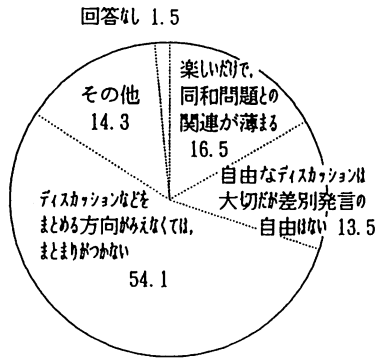 回答なし 1.5
楽しいだけで,
同和問題との
関連が薄まる
16.5
自由なディスカッションは
大切だが差別発言の
自由はない 13.5
ディスカッションなどを
まとめる方向がみえなくては,
まとまりがつかない
54.1
その他
14.3